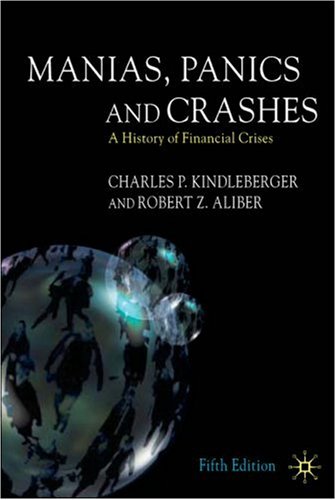 MANIAS, PANICS
AND CRASHES
A History of Financial Crises
CHARLES P. KINDLEBERGER
AND ROBERT Z. ALIBER
Fifth Edition